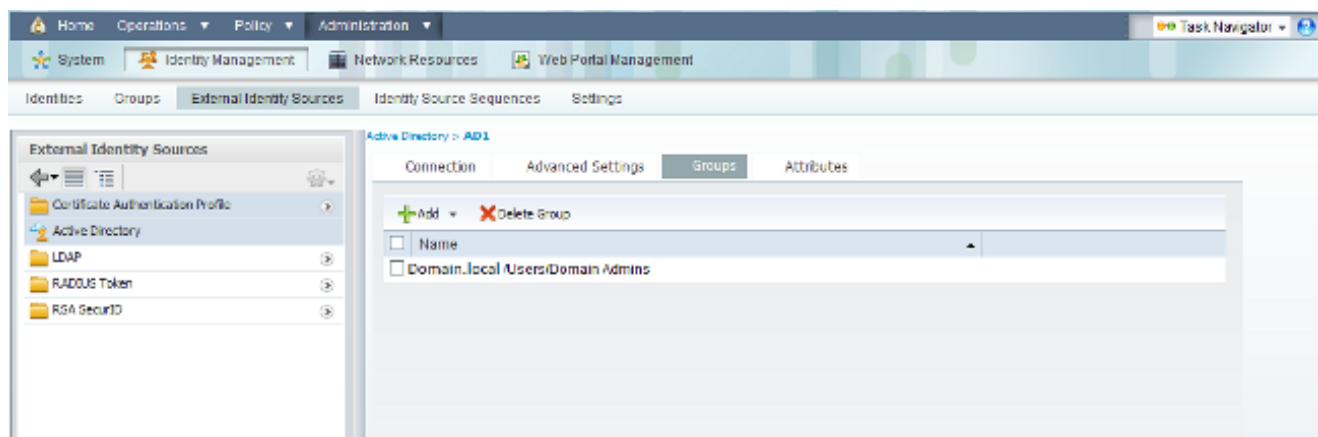 Home Operations Policy Administration Task Navigator
System Identity Management Network Resources Web Portal Management
Identities Groups External Identity Sources Identity Source Sequences Settings
External Identity Sources
Certificate Authentication Profile
Active Directory
LDAP
RADIUS Token
RSA SecurID
Active Directory > AD1
Connection Advanced Settings Groups Attributes
Add Delete Group
Name
Domain.local /Users/Domain Admins